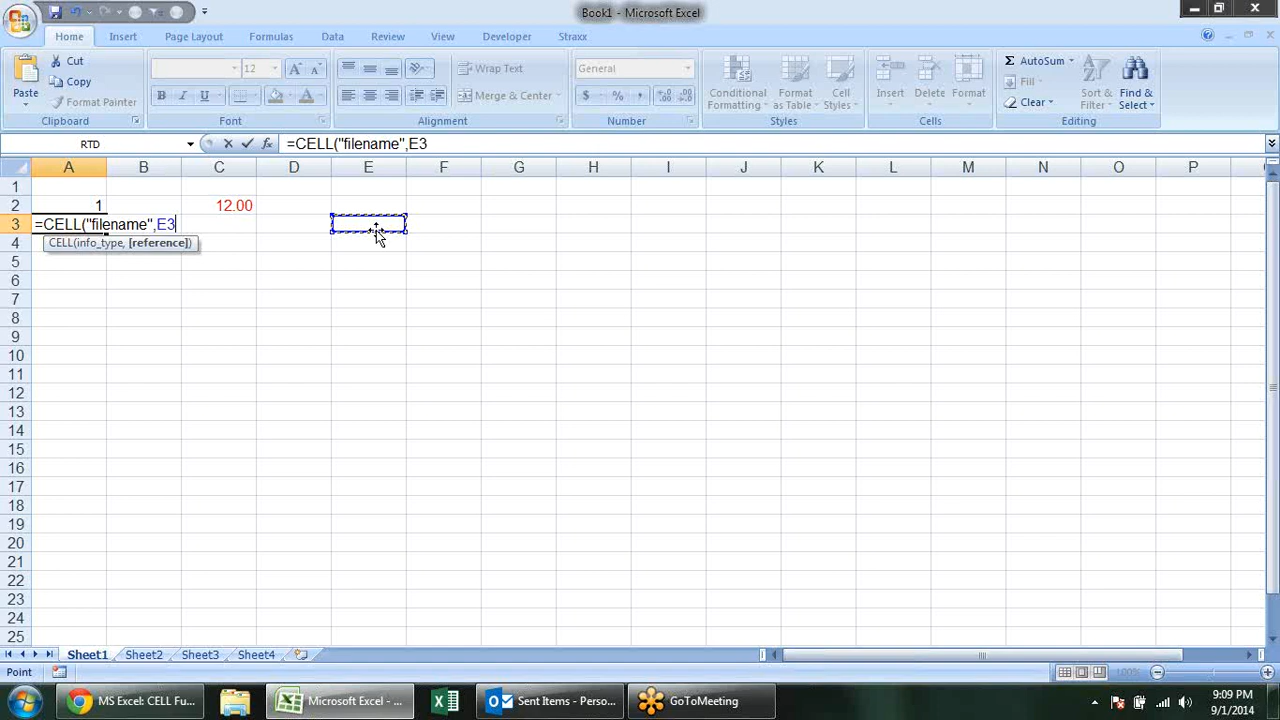 Book1 - Microsoft Excel
Home Insert Page Layout Formulas Data Review View Developer Straxx
Paste Cut Copy Format Painter
12
Wrap Text Merge & Center
General
$ % ,
Conditional Formatting Format as Table Cell Styles
Insert Delete Format
AutoSum Fill Clear
Sort & Filter Find & Select
Clipboard Font Alignment Number Styles Cells Editing
RTD =CELL("filename",E3
A B C D E F G H I J K L M N O P
1
2 1 12.00
3 =CELL("filename",E3
4 CELL(info_type, [reference])
5
6
7
8
9
10
11
12
13
14
15
16
17
18
19
20
21
22
23
24
25
Sheet1 Sheet2 Sheet3 Sheet4
Point 100%
MS Excel: CELL Fu... Microsoft Excel - ... Sent Items - Perso... GoToMeeting
9:09 PM
9/1/2014